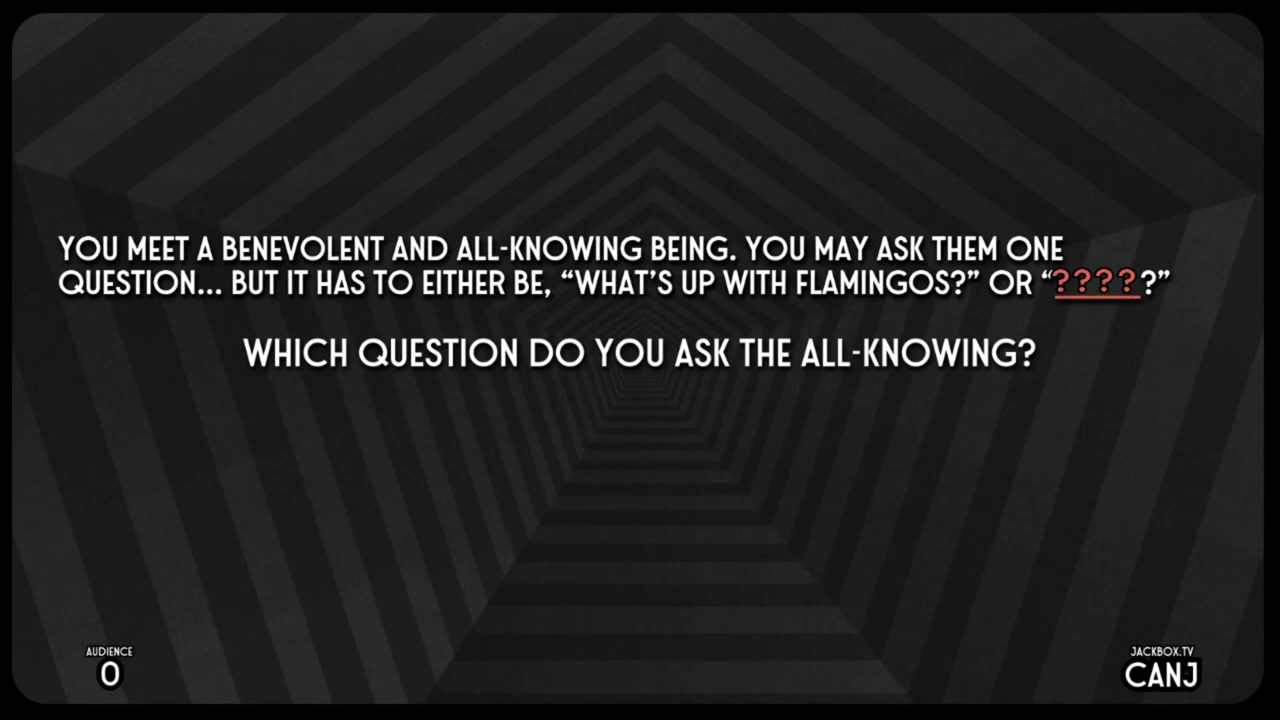 YOU MEET A BENEVOLENT AND ALL-KNOWING BEING. YOU MAY ASK THEM ONE
QUESTION... BUT IT HAS TO EITHER BE, “WHAT’S UP WITH FLAMINGOS?” OR “?????”
WHICH QUESTION DO YOU ASK THE ALL-KNOWING?
AUDIENCE
0
JACKBOX.TV
CANJ